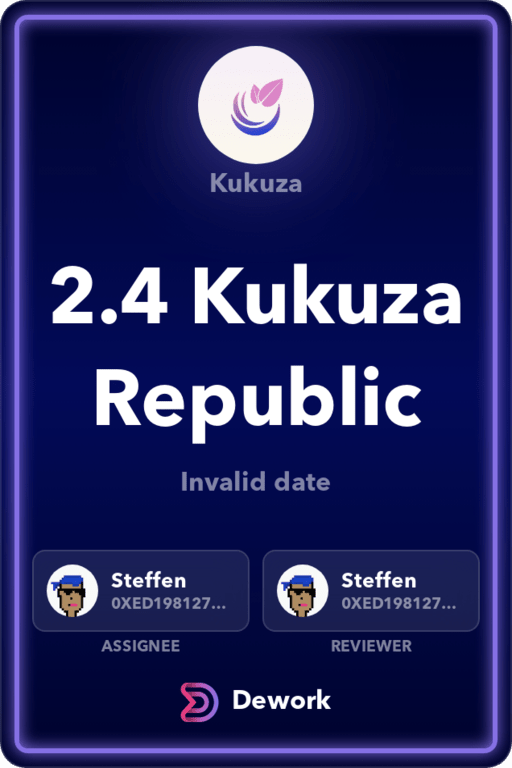 Kukuza
2.4 Kukuza
Republic
Invalid date
Steffen
0XED198127...
ASSIGNEE
Steffen
0XED198127...
REVIEWER
Dework